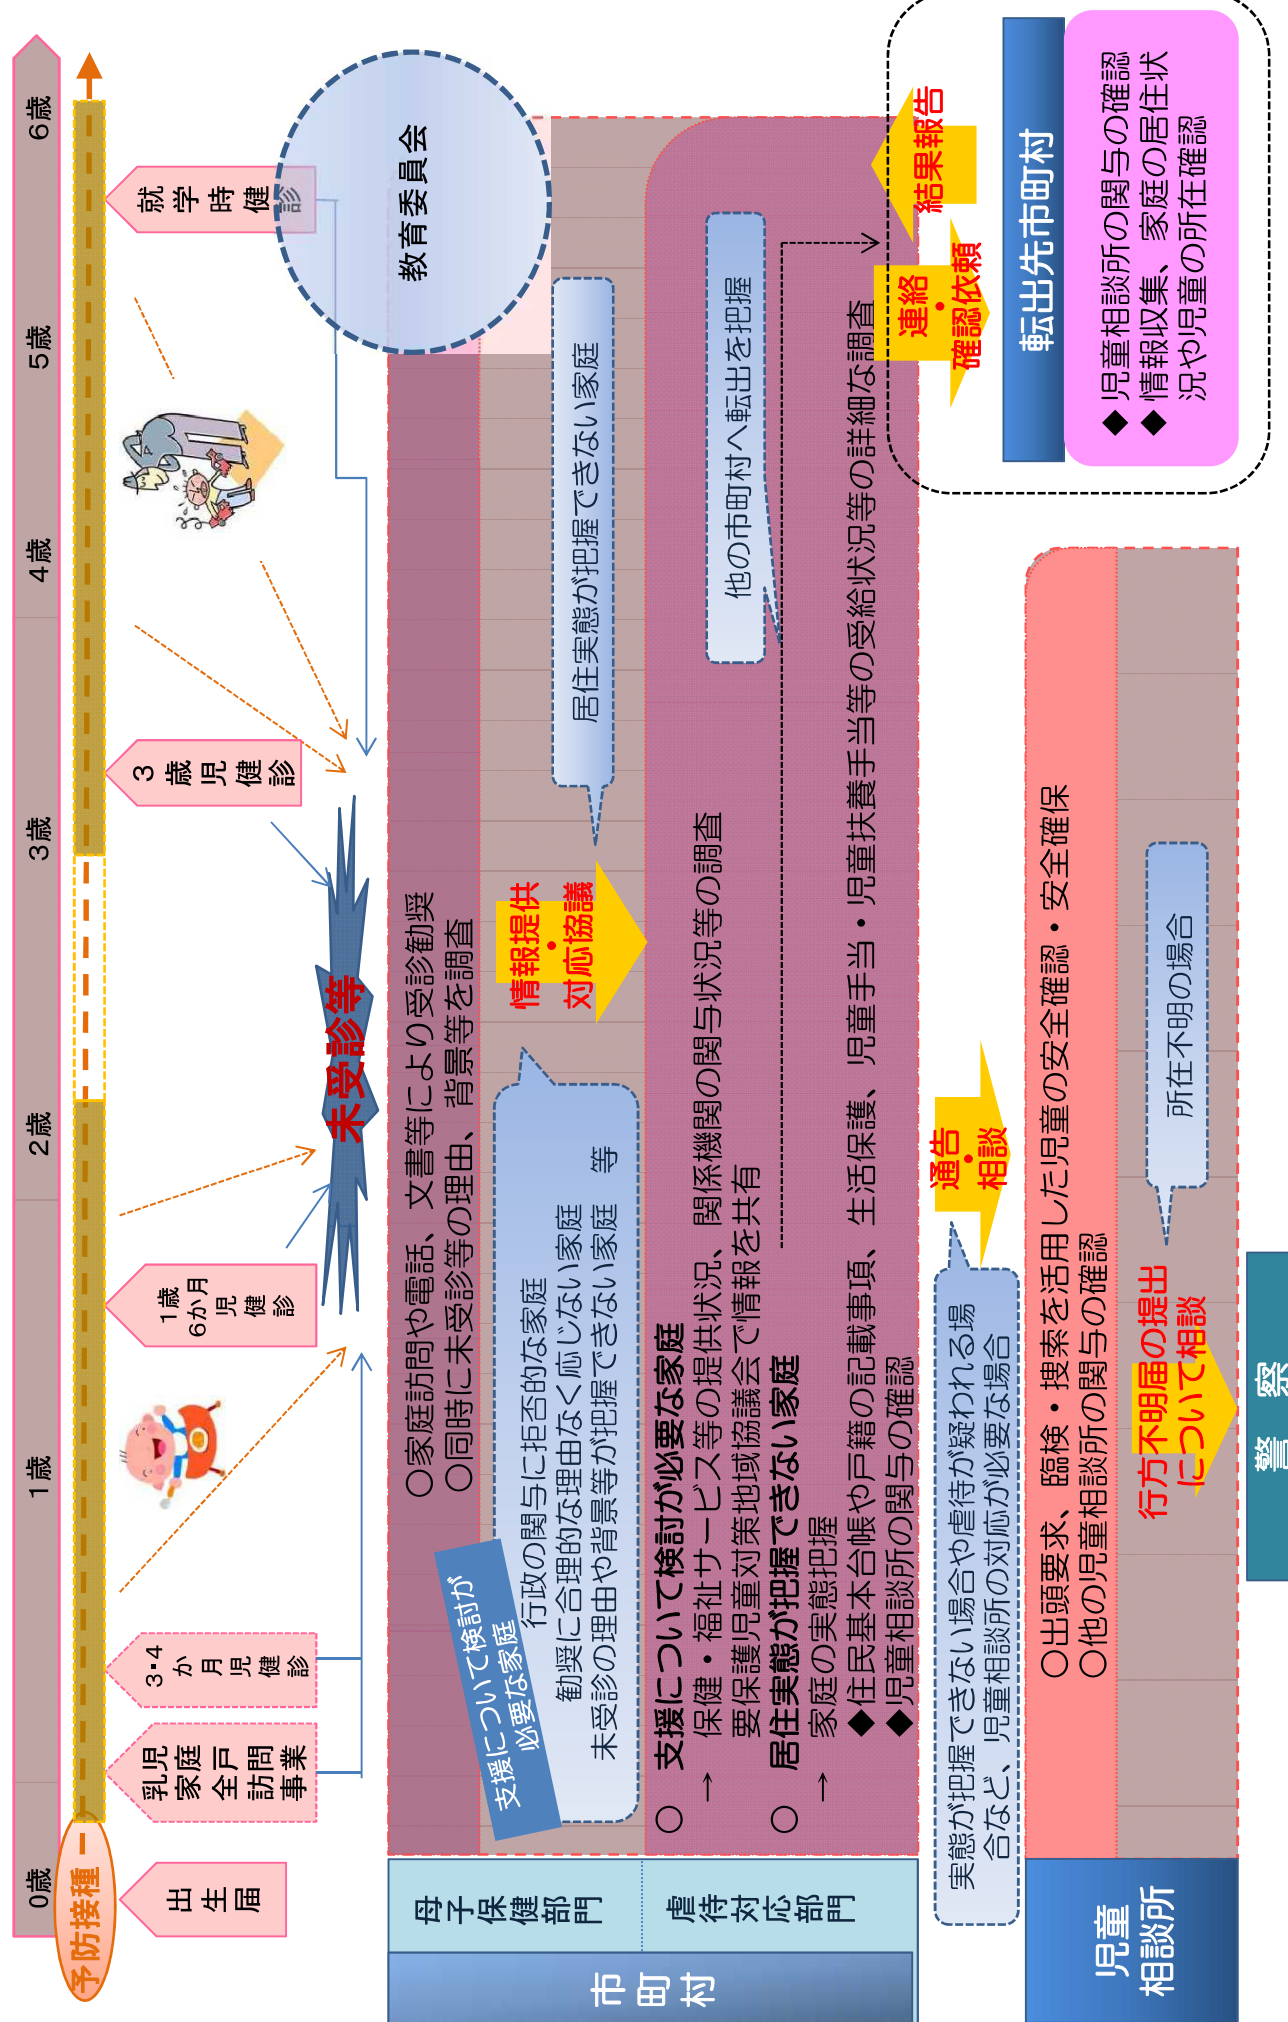 0歳
1歳
2歳
3歳
4歳
5歳
6歳
予防接種
出生届
乳児
家庭
全戸
訪問
事業
3・4
か月児健診
1歳
6か月
児健診
3歳児健診
就学時健診
未受診等
教育委員会
市町村
母子保健部門
○家庭訪問や電話、文書等により受診勧奨
○同時に未受診等の理由、背景等を調査
支援について検討が
必要な家庭
行政の関与に拒否的な家庭
勧奨に合理的な理由なく応じない家庭
未受診の理由や背景等が把握できない家庭　等
情報提供
・
対応協議
居住実態が把握できない家庭
虐待対応部門
○　支援について検討が必要な家庭
→　保健・福祉サービス等の提供状況、関係機関の関与状況等の調査
要保護児童対策地域協議会で情報を共有
○　居住実態が把握できない家庭
→　家庭の実態把握
◆住民基本台帳や戸籍の記載事項、生活保護、児童手当・児童扶養手当等の受給状況等の詳細な調査
◆児童相談所の関与の確認
他の市町村へ転出を把握
連絡
・
確認依頼
結果報告
転出先市町村
◆児童相談所の関与の確認
◆情報収集、家庭の居住状
況や児童の所在確認
実態が把握できない場合や虐待が疑われる場
合など、児童相談所の対応が必要な場合
通告
・
相談
児童
相談所
○出頭要求、臨検・捜索を活用した児童の安全確認・安全確保
○他の児童相談所の関与の確認
行方不明届の提出
について相談
所在不明の場合
警　察